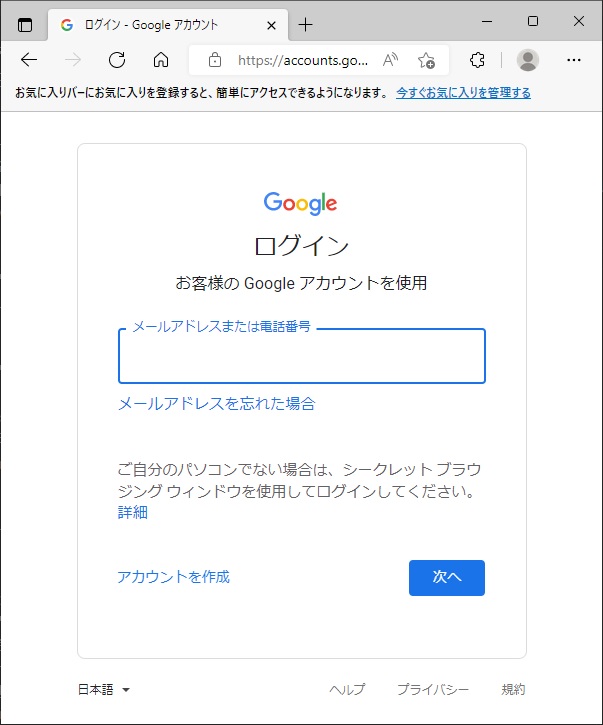 ログイン - Google アカウント
https://accounts.go...
お気に入りバーにお気に入りを登録すると、簡単にアクセスできるようになります。 今すぐお気に入りを管理する
Google
ログイン
お客様の Google アカウントを使用
メールアドレスまたは電話番号
メールアドレスを忘れた場合
ご自分のパソコンでない場合は、シークレット ブラウ
ジング ウィンドウを使用してログインしてください。
詳細
アカウントを作成 次へ
日本語 ヘルプ プライバシー 規約